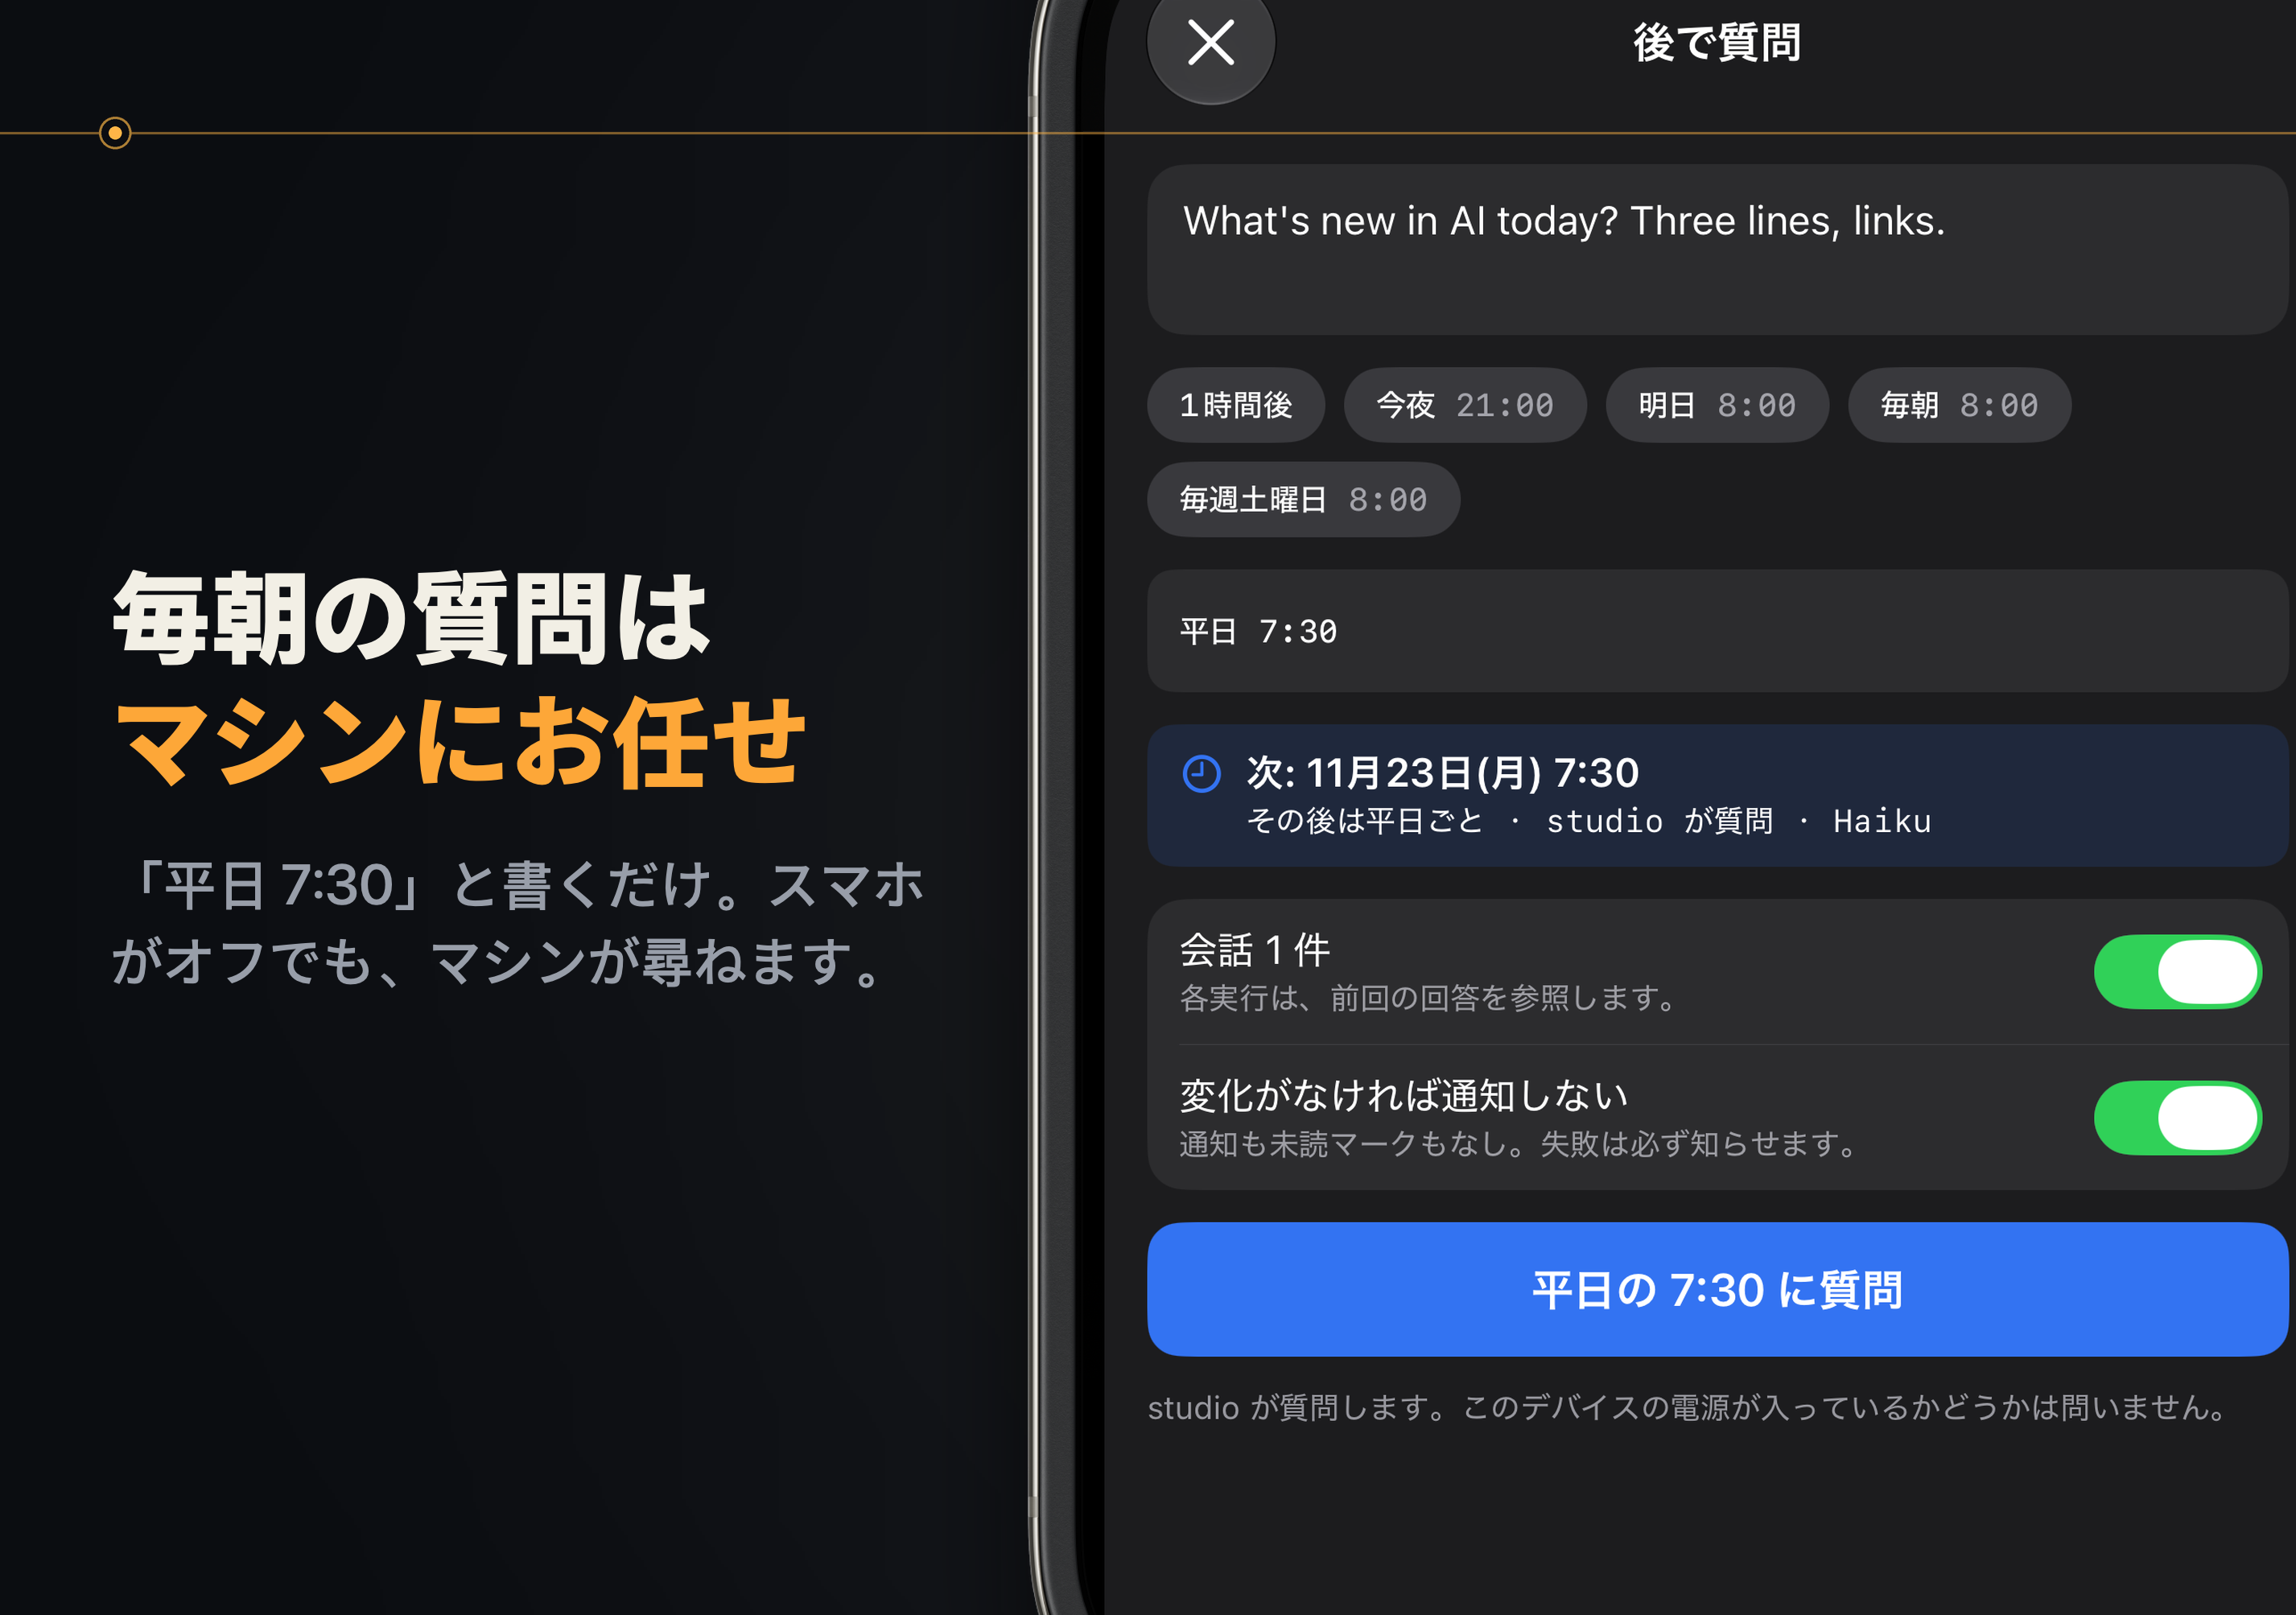 毎朝の質問は
マシンにお任せ
「平日 7:30」と書くだけ。スマホ
がオフでも、マシンが尋ねます。
後で質問
What's new in AI today? Three lines, links.
1時間後 今夜 21:00 明日 8:00 毎朝 8:00
毎週土曜日 8:00
平日 7:30
次: 11月23日(月) 7:30
その後は平日ごと · studio が質問 · Haiku
会話 1 件
各実行は、前回の回答を参照します。
変化がなければ通知しない
通知も未読マークもなし。失敗は必ず知らせます。
平日の 7:30 に質問
studio が質問します。このデバイスの電源が入っているかどうかは問いません。